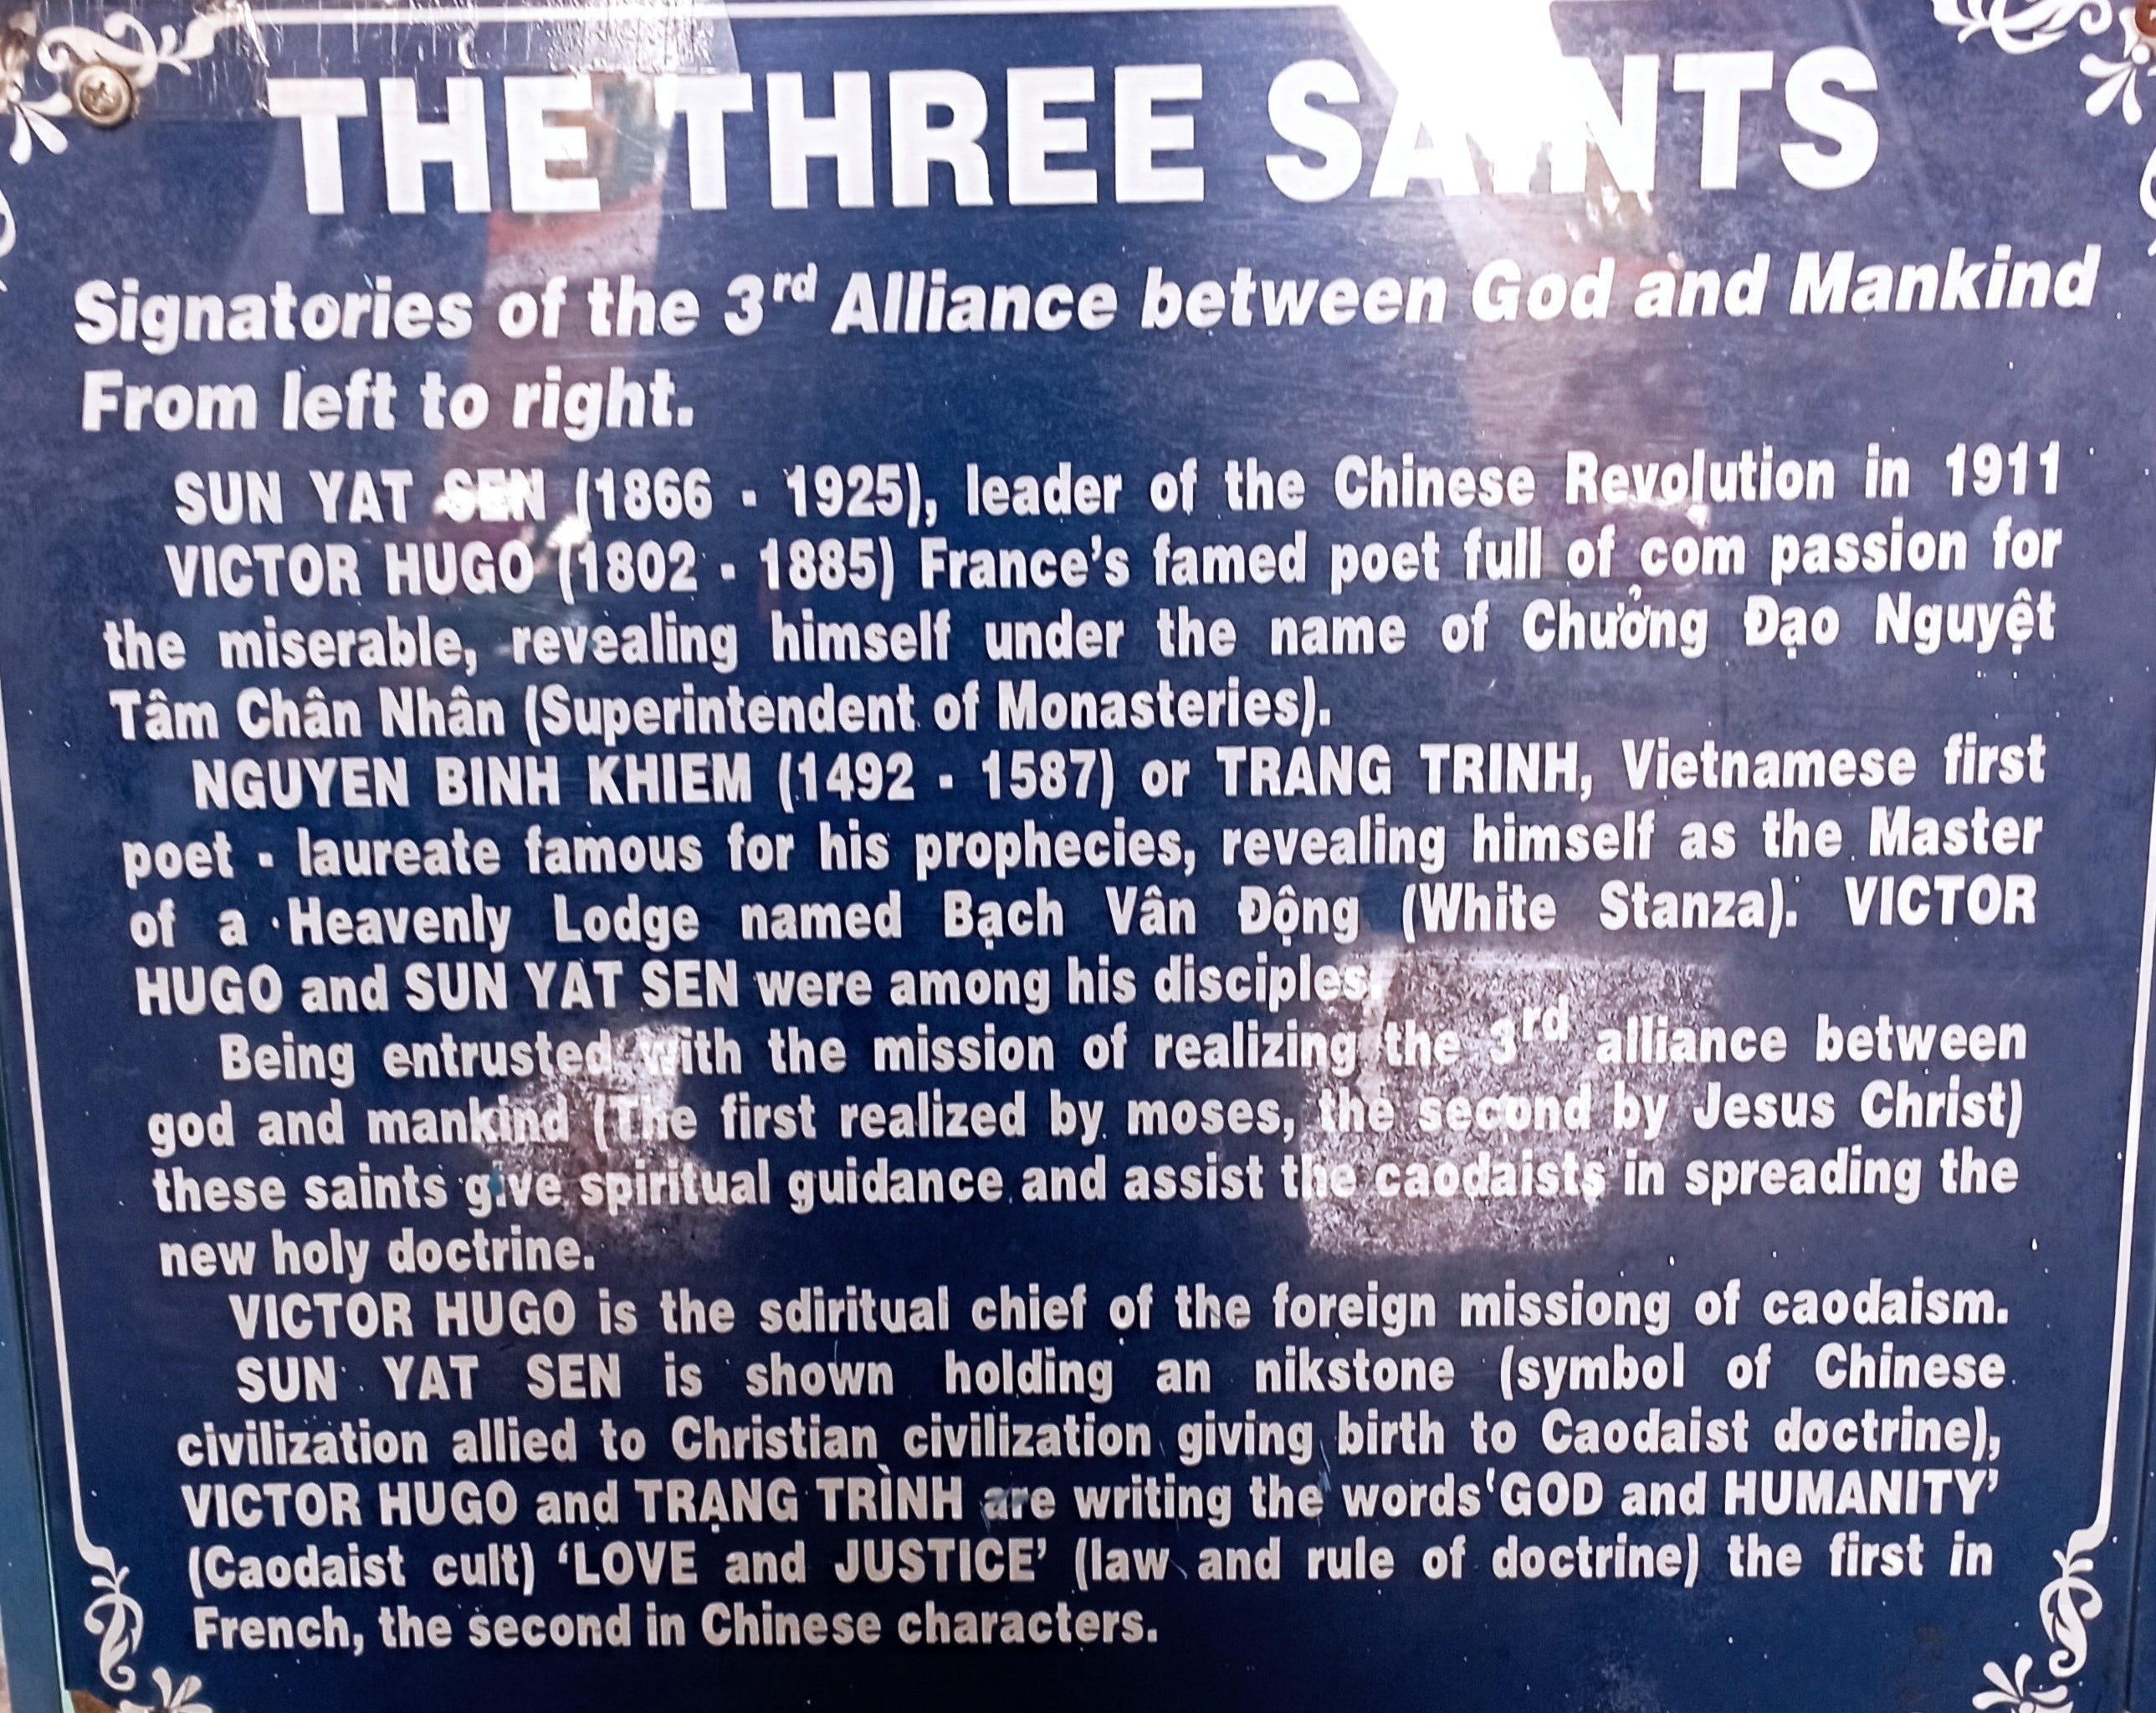 THE THREE SAINTS
Signatories of the 3rd Alliance between God and Mankind
From left to right.
SUN YAT SEN (1866 - 1925), leader of the Chinese Revolution in 1911
VICTOR HUGO (1802 - 1885) France's famed poet full of com passion for
the miserable, revealing himself under the name of Chưởng Đạo Nguyệt
Tâm Chân Nhân (Superintendent of Monasteries).
NGUYEN BINH KHIEM (1492 - 1587) or TRANG TRINH, Vietnamese first
poet - laureate famous for his prophecies, revealing himself as the Master
of a Heavenly Lodge named Bạch Vân Động (White Stanza). VICTOR
HUGO and SUN YAT SEN were among his disciples.
Being entrusted with the mission of realizing the 3rd alliance between
god and mankind (The first realized by moses, the second by Jesus Christ)
these saints give spiritual guidance and assist the caodaists in spreading the
new holy doctrine.
VICTOR HUGO is the sdiritual chief of the foreign missiong of caodaism.
SUN YAT SEN is shown holding an nikstone (symbol of Chinese
civilization allied to Christian civilization giving birth to Caodaist doctrine),
VICTOR HUGO and TRẠNG TRÌNH are writing the words 'GOD and HUMANITY'
(Caodaist cult) 'LOVE and JUSTICE' (law and rule of doctrine) the first in
French, the second in Chinese characters.